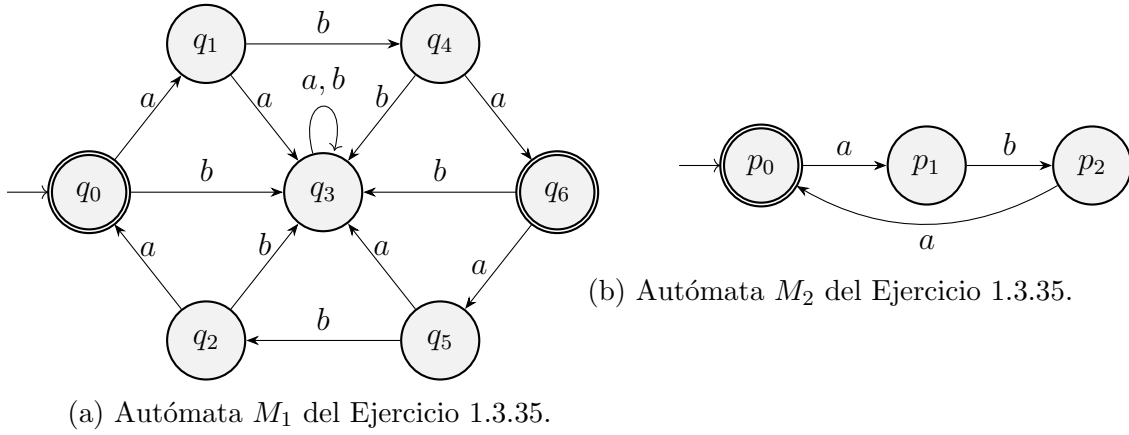 q1 b q4
a, b
a a b a
q0 b q3 b q6
a b a a
q2 b q5
(a) Autómata M1 del Ejercicio 1.3.35.
p0 a p1 b p2
a
(b) Autómata M2 del Ejercicio 1.3.35.